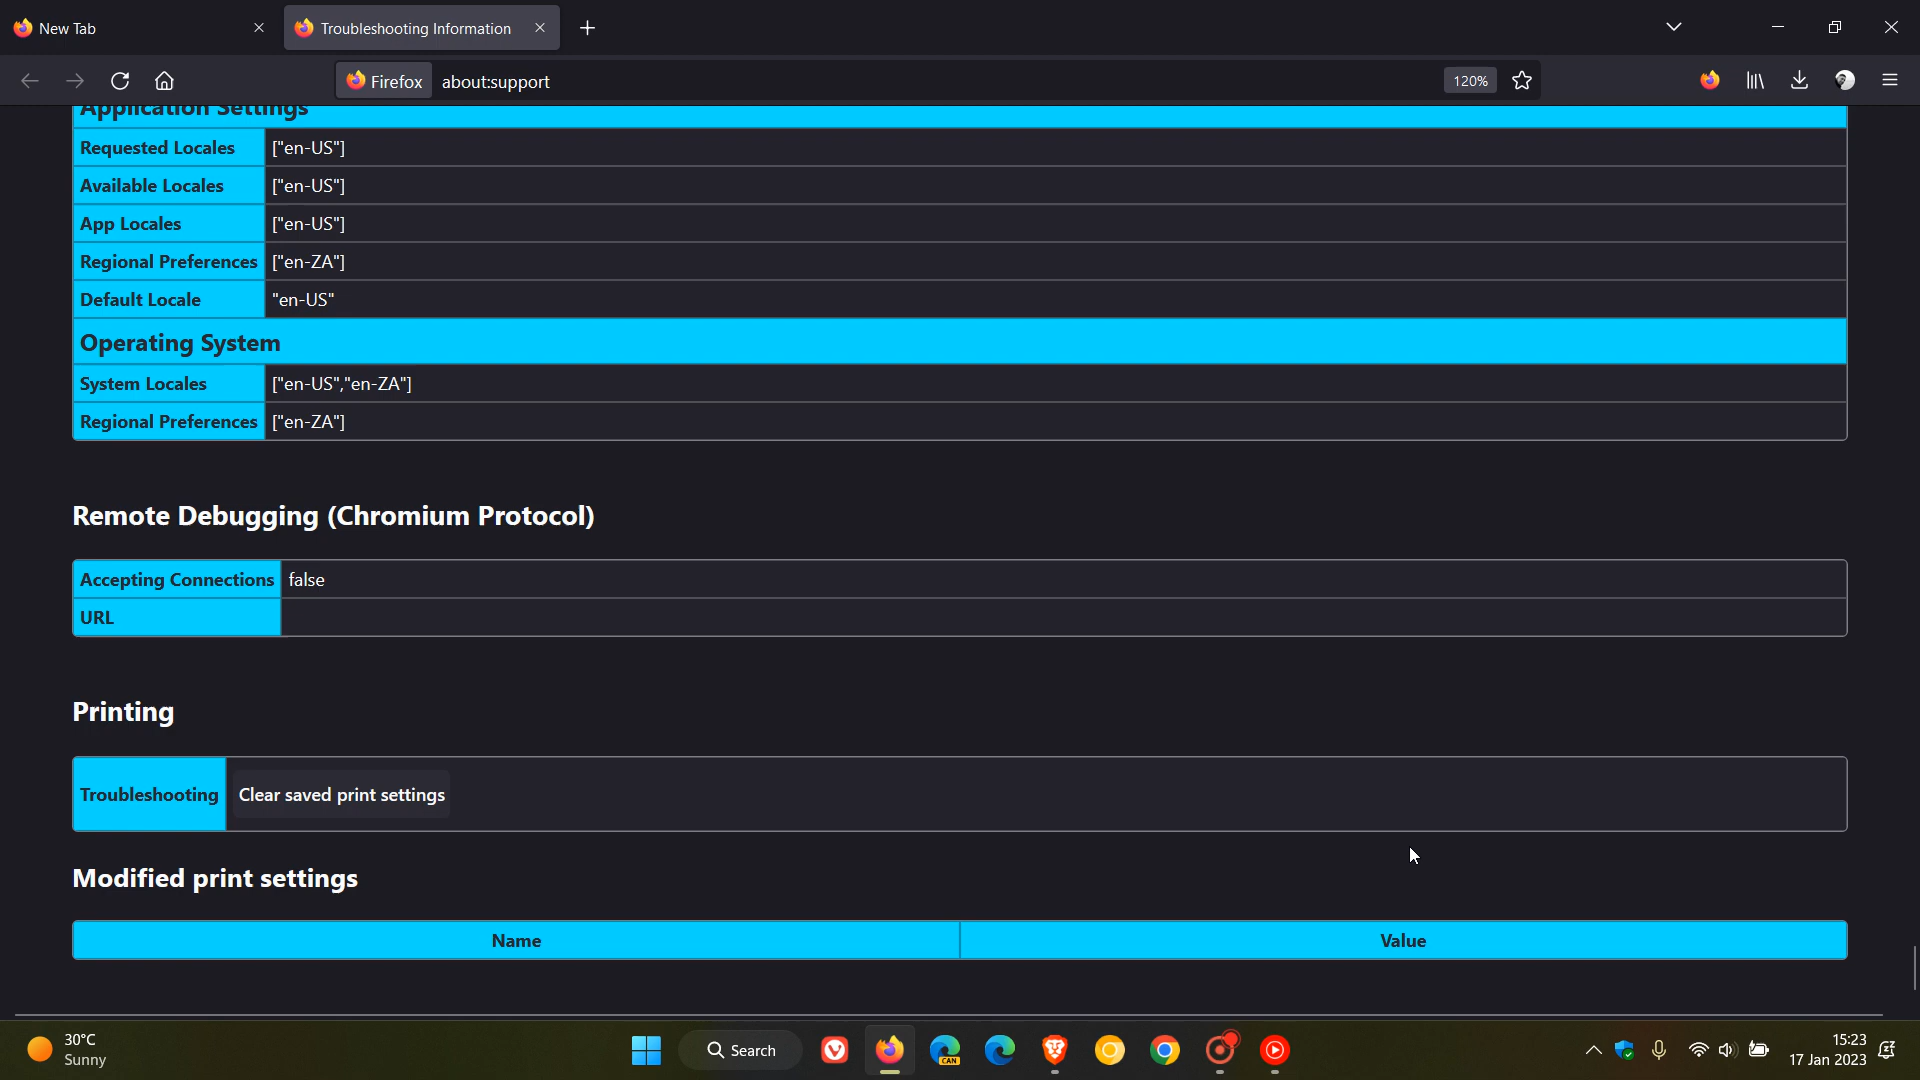 New Tab
Troubleshooting Information
Firefox
about:support
120%
Application Settings
Requested Locales ["en-US"]
Available Locales ["en-US"]
App Locales ["en-US"]
Regional Preferences ["en-ZA"]
Default Locale "en-US"
Operating System
System Locales ["en-US","en-ZA"]
Regional Preferences ["en-ZA"]
Remote Debugging (Chromium Protocol)
Accepting Connections false
URL
Printing
Troubleshooting Clear saved print settings
Modified print settings
Name Value
30°C
Sunny
Search
CAN
15:23
17 Jan 2023